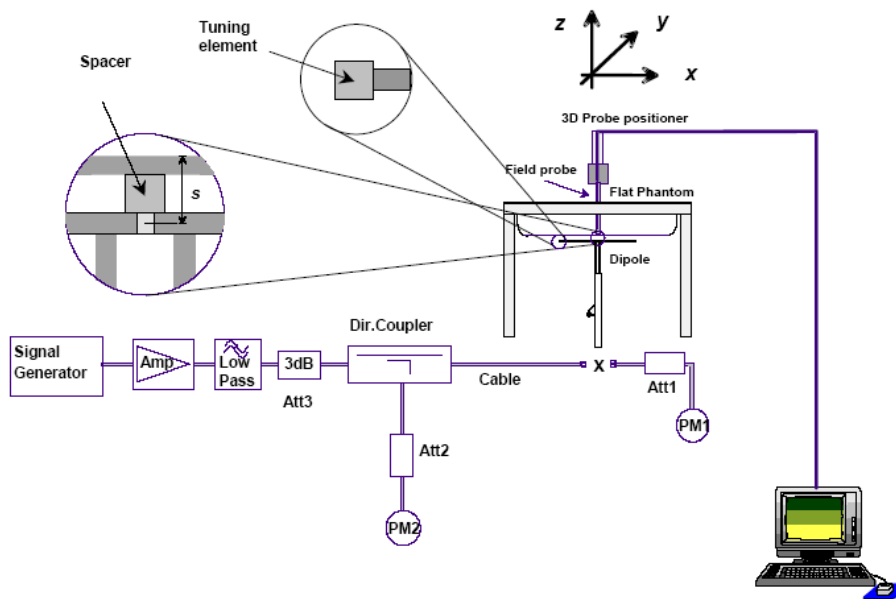 Tuning
element
z
y
x
Spacer
3D Probe positioner
s
Field probe
Flat Phantom
Dipole
Dir.Coupler
Signal
Generator
Amp
Low
Pass
3dB
Att3
Cable
X
Att1
PM1
Att2
PM2